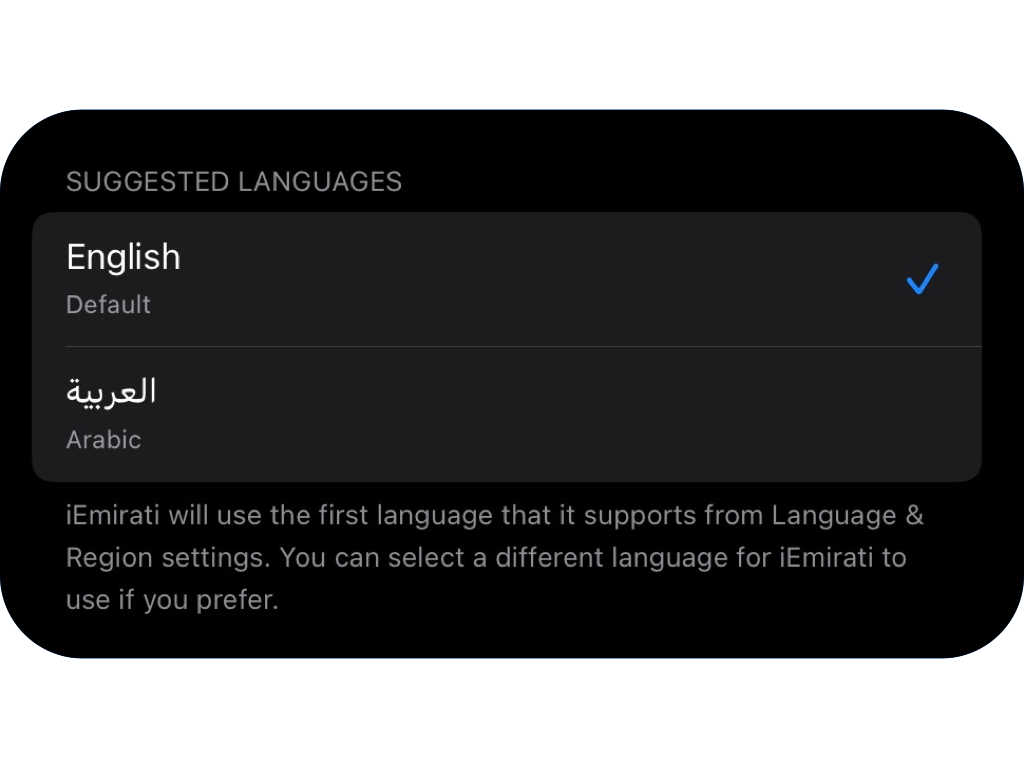 SUGGESTED LANGUAGES
English
Default
العربية
Arabic
iEmirati will use the first language that it supports from Language &
Region settings. You can select a different language for iEmirati to
use if you prefer.